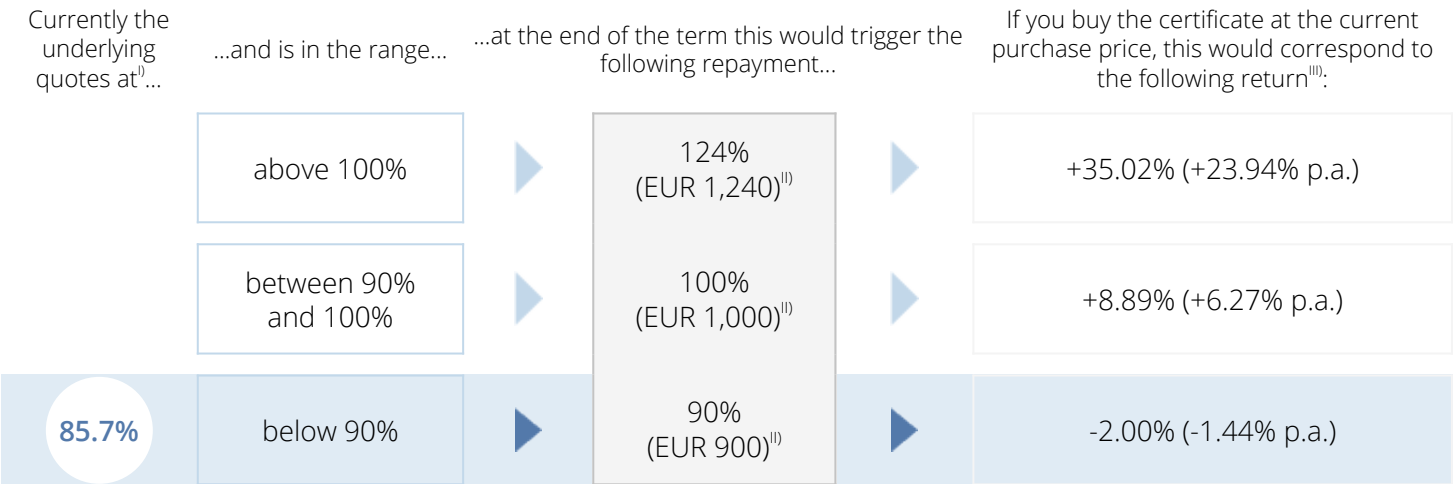 Currently the
underlying
quotes atI)...
...and is in the range...
...at the end of the term this would trigger the
following repayment...
If you buy the certificate at the current
purchase price, this would correspond to
the following returnIII):
above 100%
124%
(EUR 1,240)II)
+35.02% (+23.94% p.a.)
between 90%
and 100%
100%
(EUR 1,000)II)
+8.89% (+6.27% p.a.)
85.7%
below 90%
90%
(EUR 900)II)
-2.00% (-1.44% p.a.)